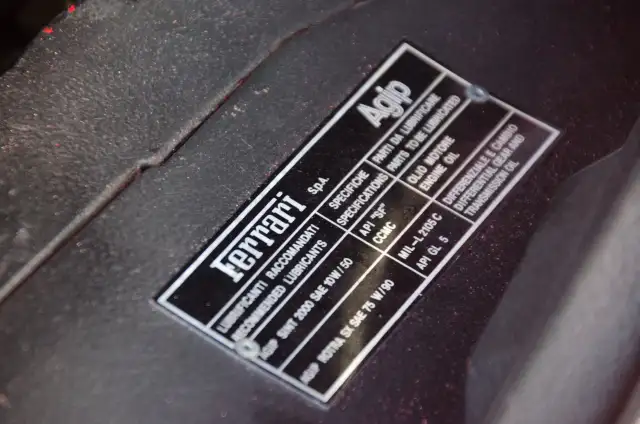 Ferrari S.p.A. Agip
LUBRIFICANTI RACCOMANDATI
RECOMMENDED LUBRICANTS
SPECIFICHE
SPECIFICATIONS
PARTI DA LUBRIFICARE
PARTS TO BE LUBRICATED
AGIP SINT 2000 SAE 10W/50
API "SF"
CCMC
OLIO MOTORE
ENGINE OIL
AGIP ROTRA SX SAE 75 W/90
MIL-L 2105 C
API GL 5
DIFFERENZIALE E CAMBIO
DIFFERENTIAL GEAR AND
TRANSMISSION OIL